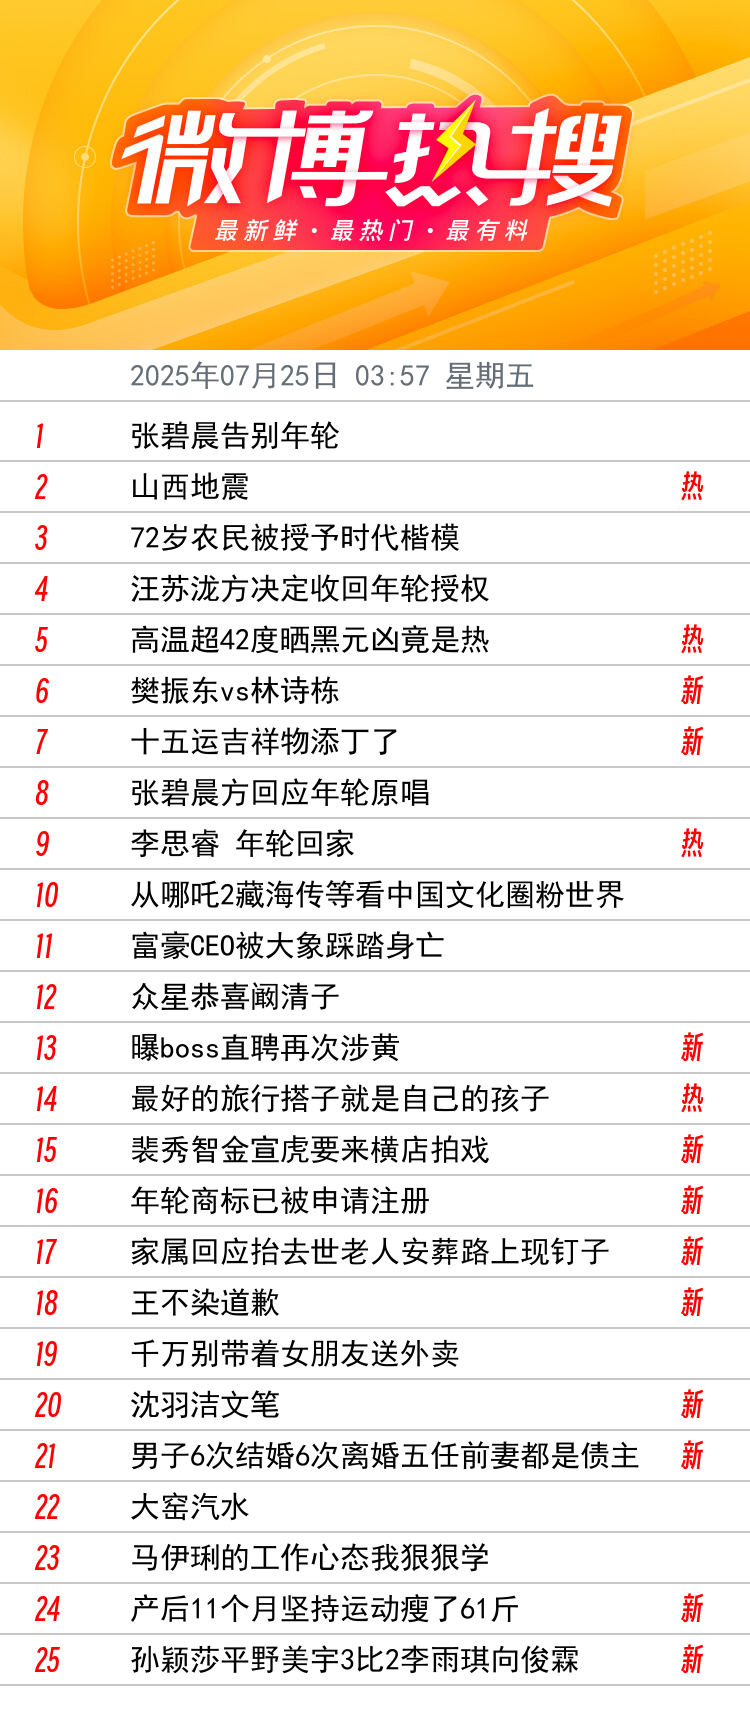 微博热搜
最新鲜·最热门·最有料
2025年07月25日 03:57 星期五
1 张碧晨告别年轮
2 山西地震 热
3 72岁农民被授予时代楷模
4 汪苏泷方决定收回年轮授权
5 高温超42度晒黑元凶竟是热 热
6 樊振东vs林诗栋 新
7 十五运吉祥物添丁了 新
8 张碧晨方回应年轮原唱
9 李思睿 年轮回家 热
10 从哪吒2藏海传等看中国文化圈粉世界
11 富豪CEO被大象踩踏身亡
12 众星恭喜阚清子
13 曝boss直聘再次涉黄 新
14 最好的旅行搭子就是自己的孩子 热
15 裴秀智金宣虎要来横店拍戏 新
16 年轮商标已被申请注册 新
17 家属回应抬去世老人安葬路上现钉子 新
18 王不染道歉 新
19 千万别带着女朋友送外卖
20 沈羽洁文笔 新
21 男子6次结婚6次离婚五任前妻都是债主 新
22 大窑汽水
23 马伊琍的工作心态我狠狠学
24 产后11个月坚持运动瘦了61斤 新
25 孙颖莎平野美宇3比2李雨琪向俊霖 新